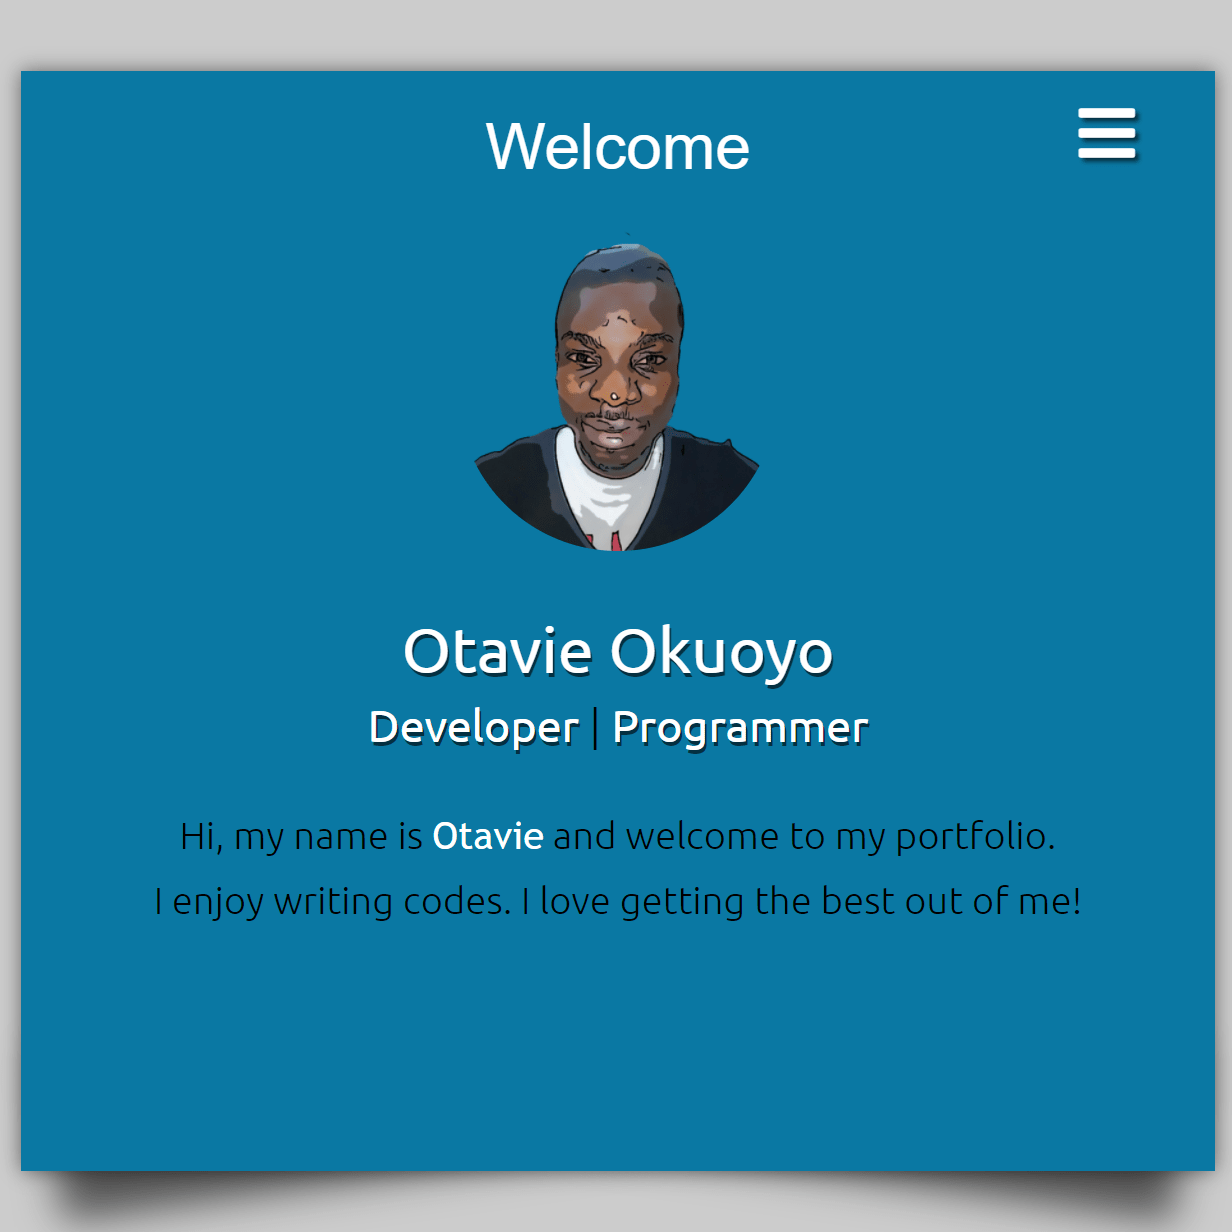 Welcome
Otavie Okuoyo
Developer | Programmer
Hi, my name is Otavie and welcome to my portfolio.
I enjoy writing codes. I love getting the best out of me!